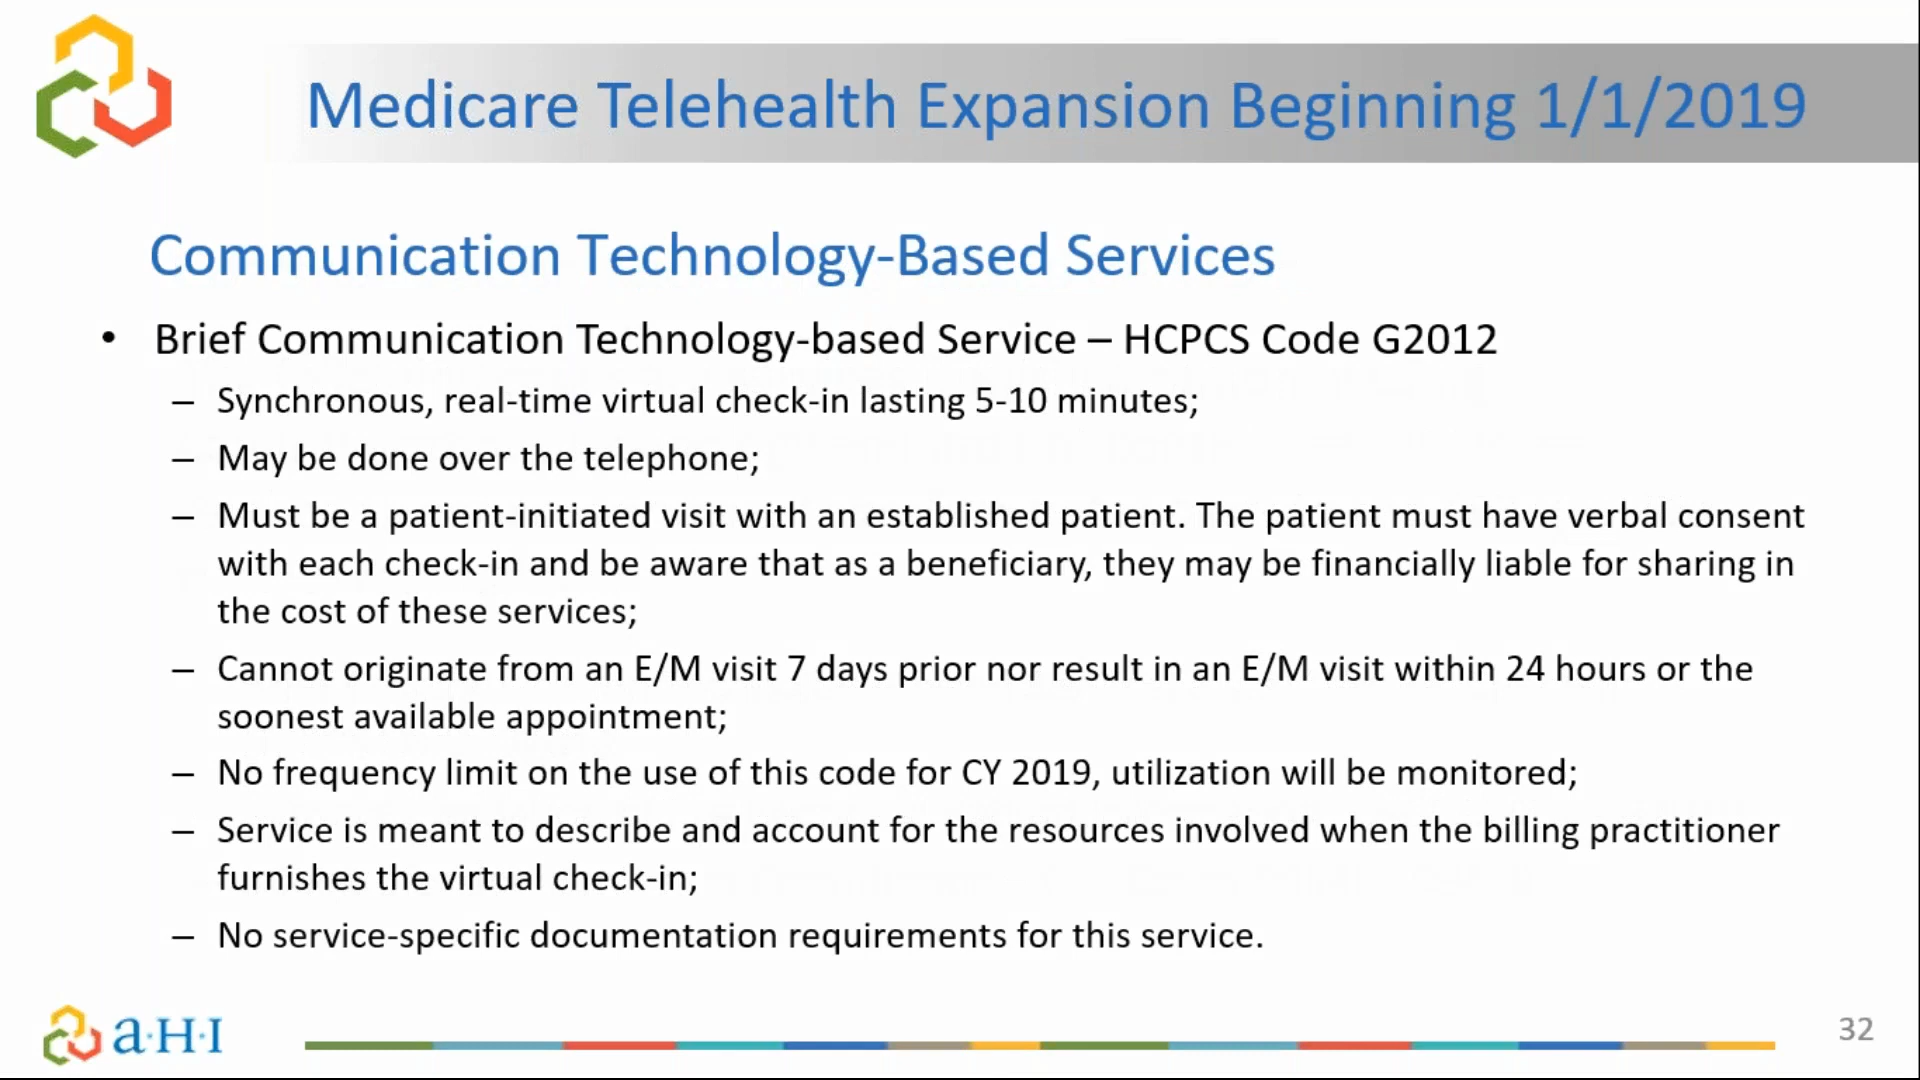 Medicare Telehealth Expansion Beginning 1/1/2019
Communication Technology-Based Services
• Brief Communication Technology-based Service – HCPCS Code G2012
– Synchronous, real-time virtual check-in lasting 5-10 minutes;
– May be done over the telephone;
– Must be a patient-initiated visit with an established patient. The patient must have verbal consent
with each check-in and be aware that as a beneficiary, they may be financially liable for sharing in
the cost of these services;
– Cannot originate from an E/M visit 7 days prior nor result in an E/M visit within 24 hours or the
soonest available appointment;
– No frequency limit on the use of this code for CY 2019, utilization will be monitored;
– Service is meant to describe and account for the resources involved when the billing practitioner
furnishes the virtual check-in;
– No service-specific documentation requirements for this service.
a·H·I
32